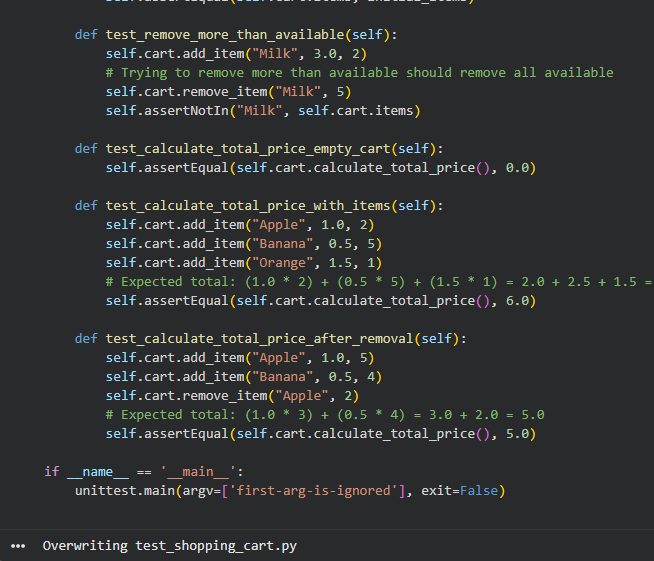 self.assertEqual(self.cart.items, initial_items)
    def test_remove_more_than_available(self):
        self.cart.add_item("Milk", 3.0, 2)
        # Trying to remove more than available should remove all available
        self.cart.remove_item("Milk", 5)
        self.assertNotIn("Milk", self.cart.items)
    def test_calculate_total_price_empty_cart(self):
        self.assertEqual(self.cart.calculate_total_price(), 0.0)
    def test_calculate_total_price_with_items(self):
        self.cart.add_item("Apple", 1.0, 2)
        self.cart.add_item("Banana", 0.5, 5)
        self.cart.add_item("Orange", 1.5, 1)
        # Expected total: (1.0 * 2) + (0.5 * 5) + (1.5 * 1) = 2.0 + 2.5 + 1.5 =
        self.assertEqual(self.cart.calculate_total_price(), 6.0)
    def test_calculate_total_price_after_removal(self):
        self.cart.add_item("Apple", 1.0, 5)
        self.cart.add_item("Banana", 0.5, 4)
        self.cart.remove_item("Apple", 2)
        # Expected total: (1.0 * 3) + (0.5 * 4) = 3.0 + 2.0 = 5.0
        self.assertEqual(self.cart.calculate_total_price(), 5.0)
if __name__ == '__main__':
    unittest.main(argv=['first-arg-is-ignored'], exit=False)
••• Overwriting test_shopping_cart.py